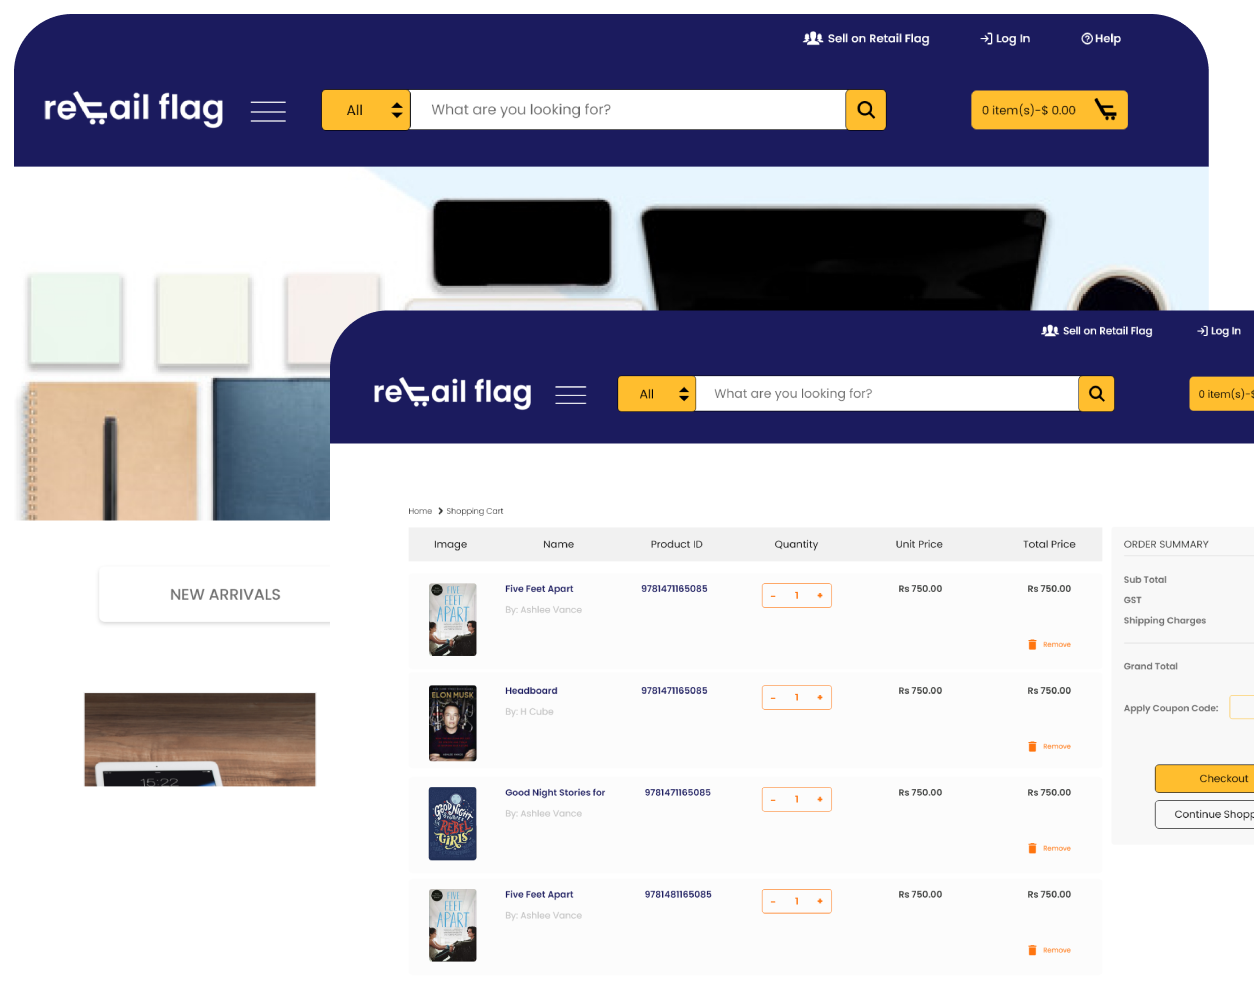 Sell on Retail Flag
Log In
Help
retail flag
All
What are you looking for?
0 item(s)-$ 0.00
NEW ARRIVALS
15:22
Sell on Retail Flag
Log In
retail flag
All
What are you looking for?
0 item(s)-$
Home > Shopping Cart
Image Name Product ID Quantity Unit Price Total Price
FIVE FEET APART
Five Feet Apart 9781471165085 - 1 + Rs 750.00 Rs 750.00
By: Ashlee Vance
Remove
ELON MUSK
Headboard 9781471165085 - 1 + Rs 750.00 Rs 750.00
By: H Cube
Remove
GOOD NIGHT
REBEL
GIRLS
Good Night Stories for 9781471165085 - 1 + Rs 750.00 Rs 750.00
By: Ashlee Vance
Remove
FIVE FEET APART
Five Feet Apart 9781481165085 - 1 + Rs 750.00 Rs 750.00
By: Ashlee Vance
Remove
ORDER SUMMARY
Sub Total
GST
Shipping Charges
Grand Total
Apply Coupon Code:
Checkout
Continue Shopp